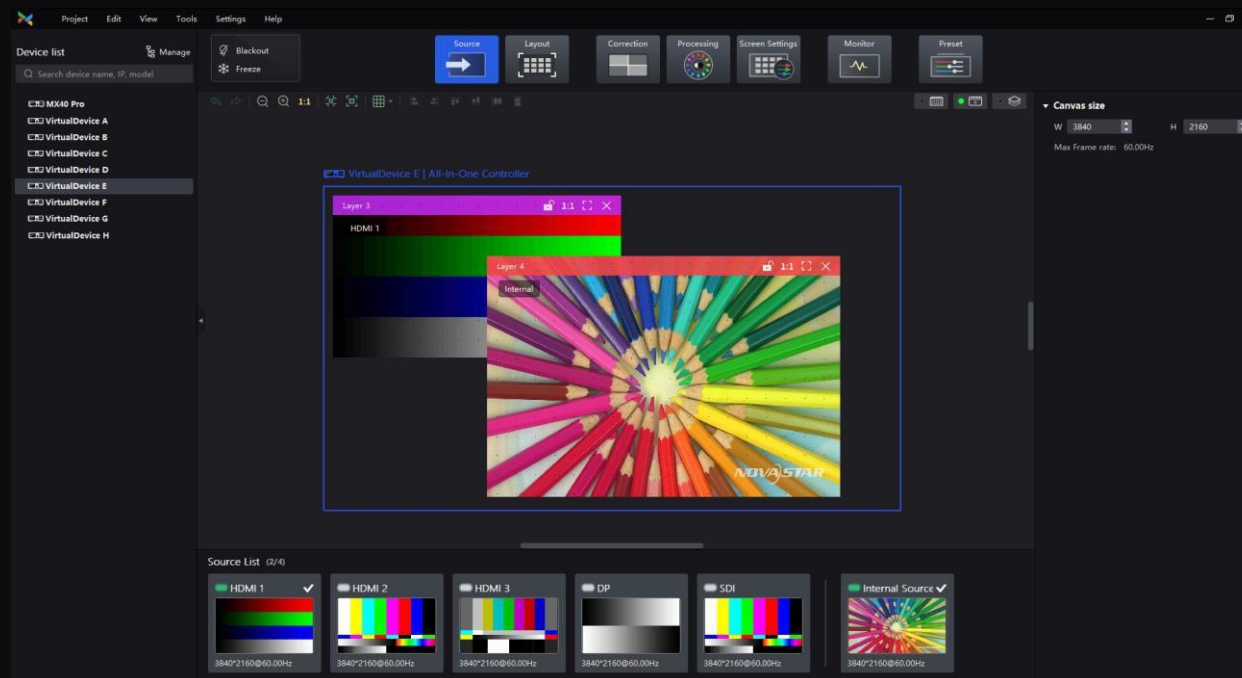 Project Edit View Tools Settings Help
Device list
Manage
Search device name, IP, model
MX40 Pro
VirtualDevice A
VirtualDevice B
VirtualDevice C
VirtualDevice D
VirtualDevice E
VirtualDevice F
VirtualDevice G
VirtualDevice H
Blackout
Freeze
Source Layout Correction Processing Screen Settings Monitor Preset
1:1
VirtualDevice E | All-In-One Controller
Layer 3 1:1
HDMI 1
Layer 4 1:1
Internal
NOVASTAR
Canvas size
W 3840 H 2160
Max Frame rate: 60.00Hz
Source List (2/4)
HDMI 1 HDMI 2 HDMI 3 DP SDI Internal Source
NOVASTAR
3840*2160@60.00Hz 3840*2160@60.00Hz 3840*2160@60.00Hz 3840*2160@60.00Hz 3840*2160@60.00Hz 3840*2160@60.00Hz